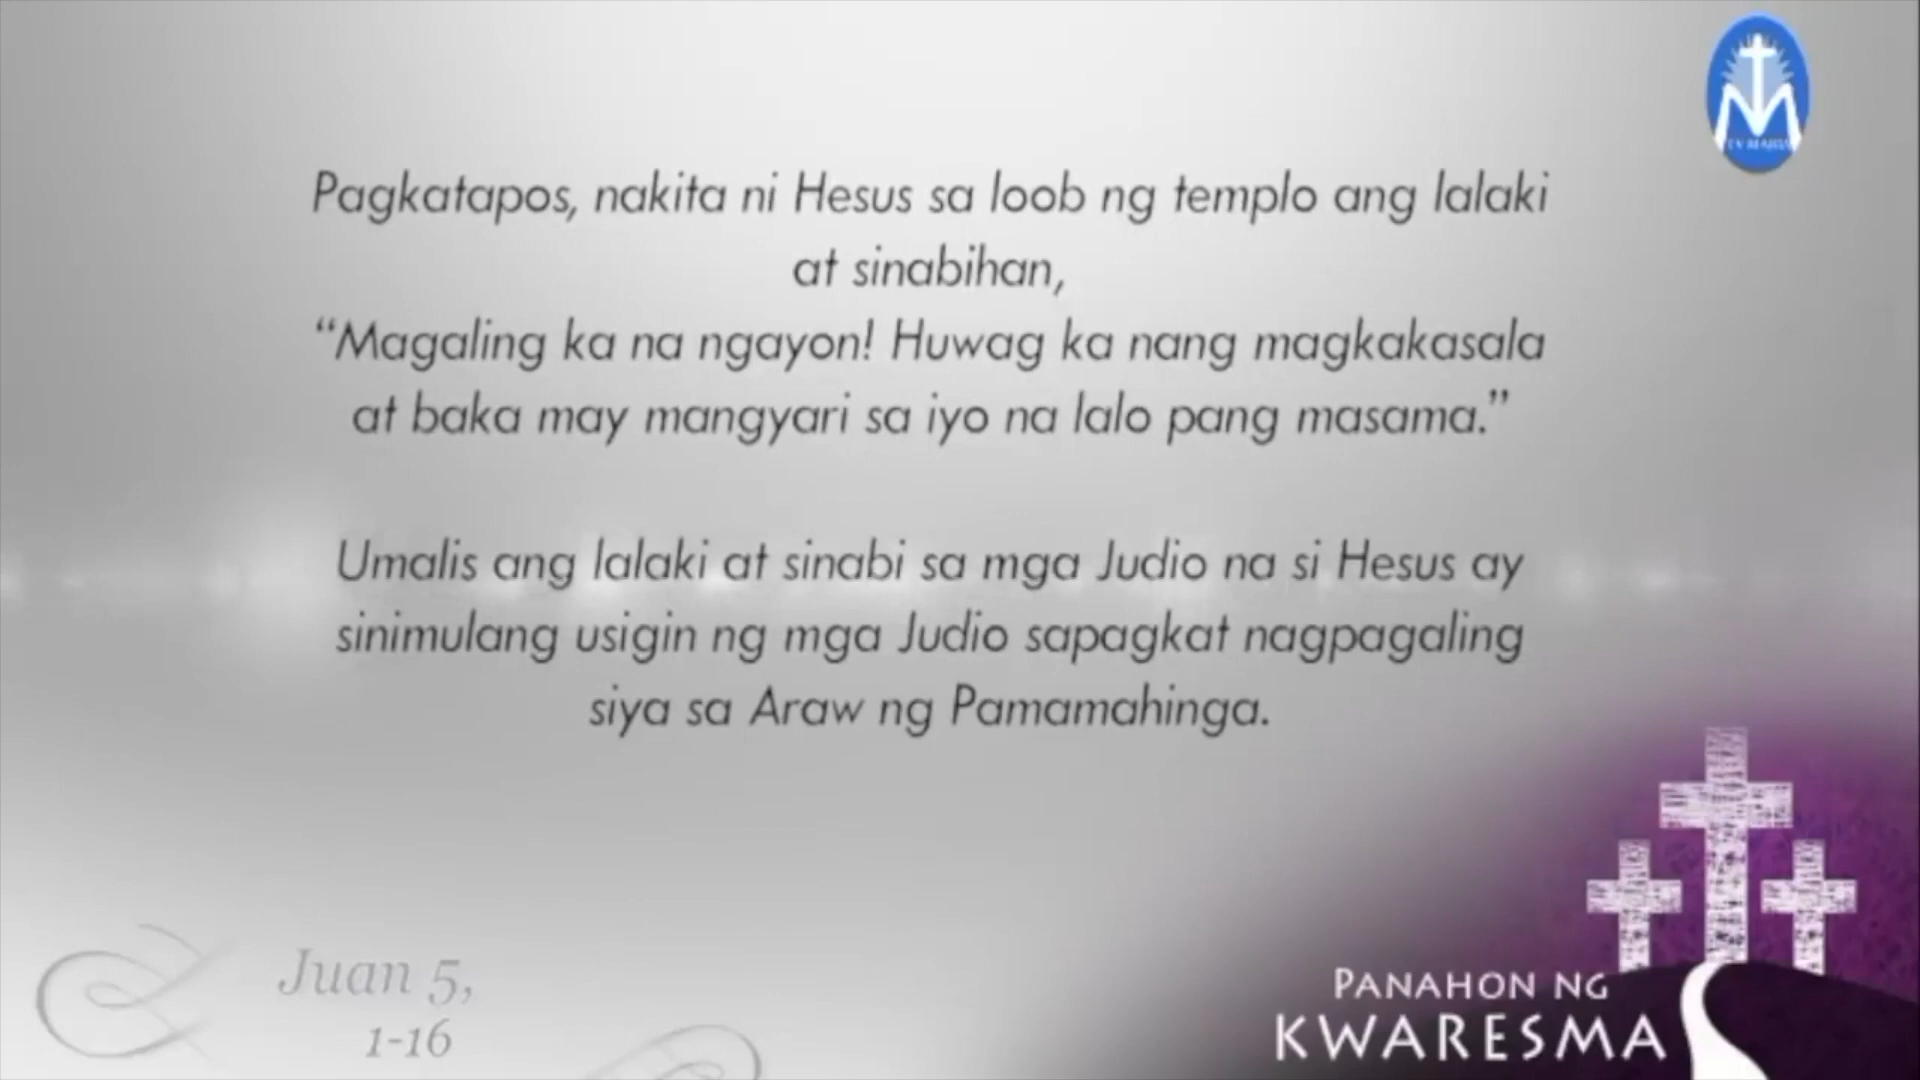 TV MARIA
Pagkatapos, nakita ni Hesus sa loob ng templo ang lalaki
at sinabihan,
“Magaling ka na ngayon! Huwag ka nang magkakasala
at baka may mangyari sa iyo na lalo pang masama.”
Umalis ang lalaki at sinabi sa mga Judio na si Hesus ay
sinimulang usigin ng mga Judio sapagkat nagpagaling
siya sa Araw ng Pamamahinga.
Juan 5,
1-16
PANAHON NG
KWARESMA